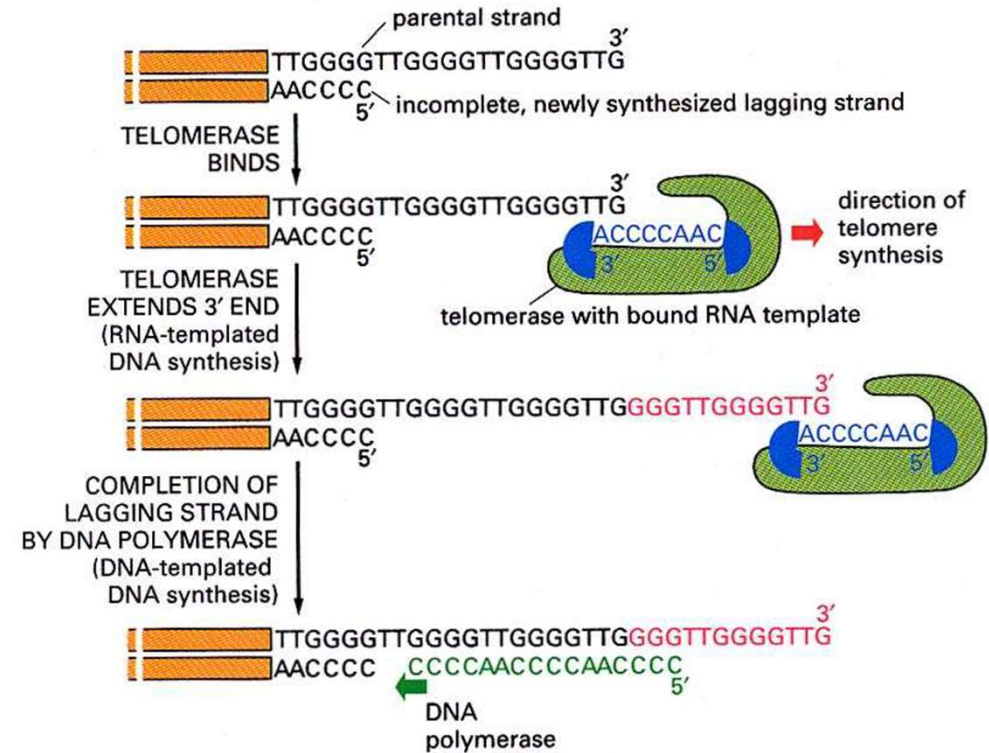 parental strand
3′
TTGGGGTTGGGGTTGGGGTTG
AACCCC
5′
incomplete, newly synthesized lagging strand
TELOMERASE
BINDS
3′
TTGGGGTTGGGGTTGGGGTTG
AACCCC
5′
ACCCCAAC
3′ 5′
direction of
telomere
synthesis
telomerase with bound RNA template
TELOMERASE
EXTENDS 3′ END
(RNA-templated
DNA synthesis)
3′
TTGGGGTTGGGGTTGGGGTTGGGGTTGGGGTTG
AACCCC
5′
ACCCCAAC
3′ 5′
COMPLETION OF
LAGGING STRAND
BY DNA POLYMERASE
(DNA-templated
DNA synthesis)
3′
TTGGGGTTGGGGTTGGGGTTGGGGTTGGGGTTG
AACCCC CCCCAACCCCAACCCC
5′
DNA
polymerase